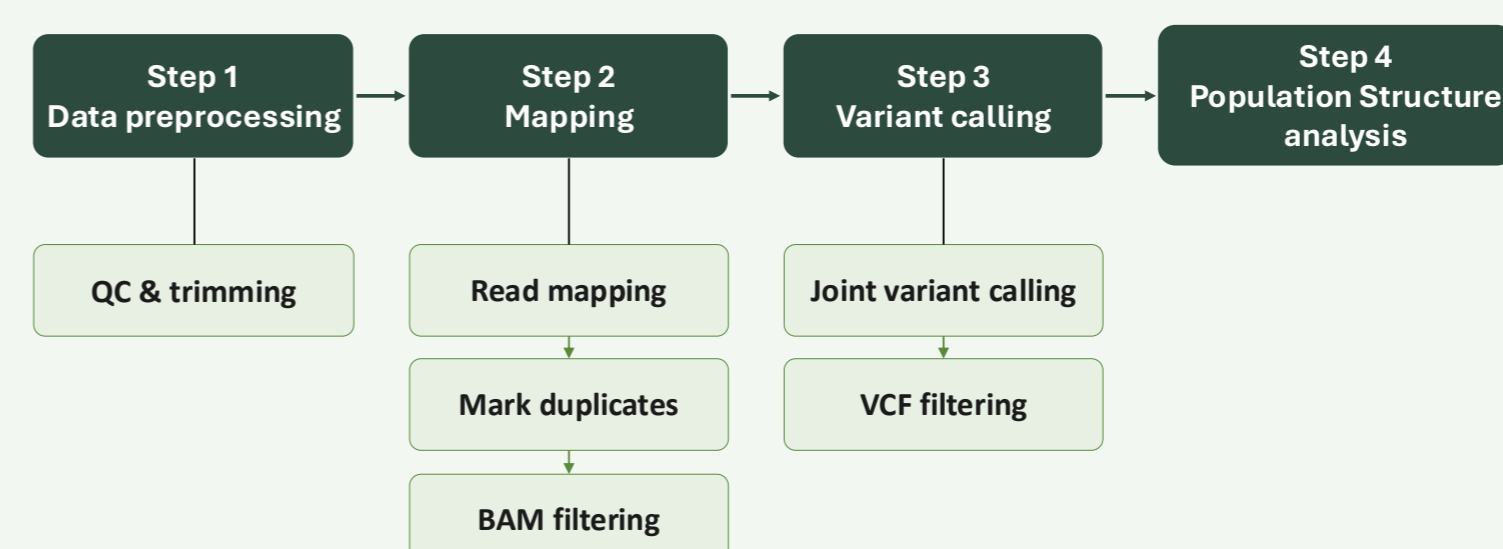 Step 1
Data preprocessing
Step 2
Mapping
Step 3
Variant calling
Step 4
Population Structure
analysis
QC & trimming
Read mapping
Mark duplicates
BAM filtering
Joint variant calling
VCF filtering